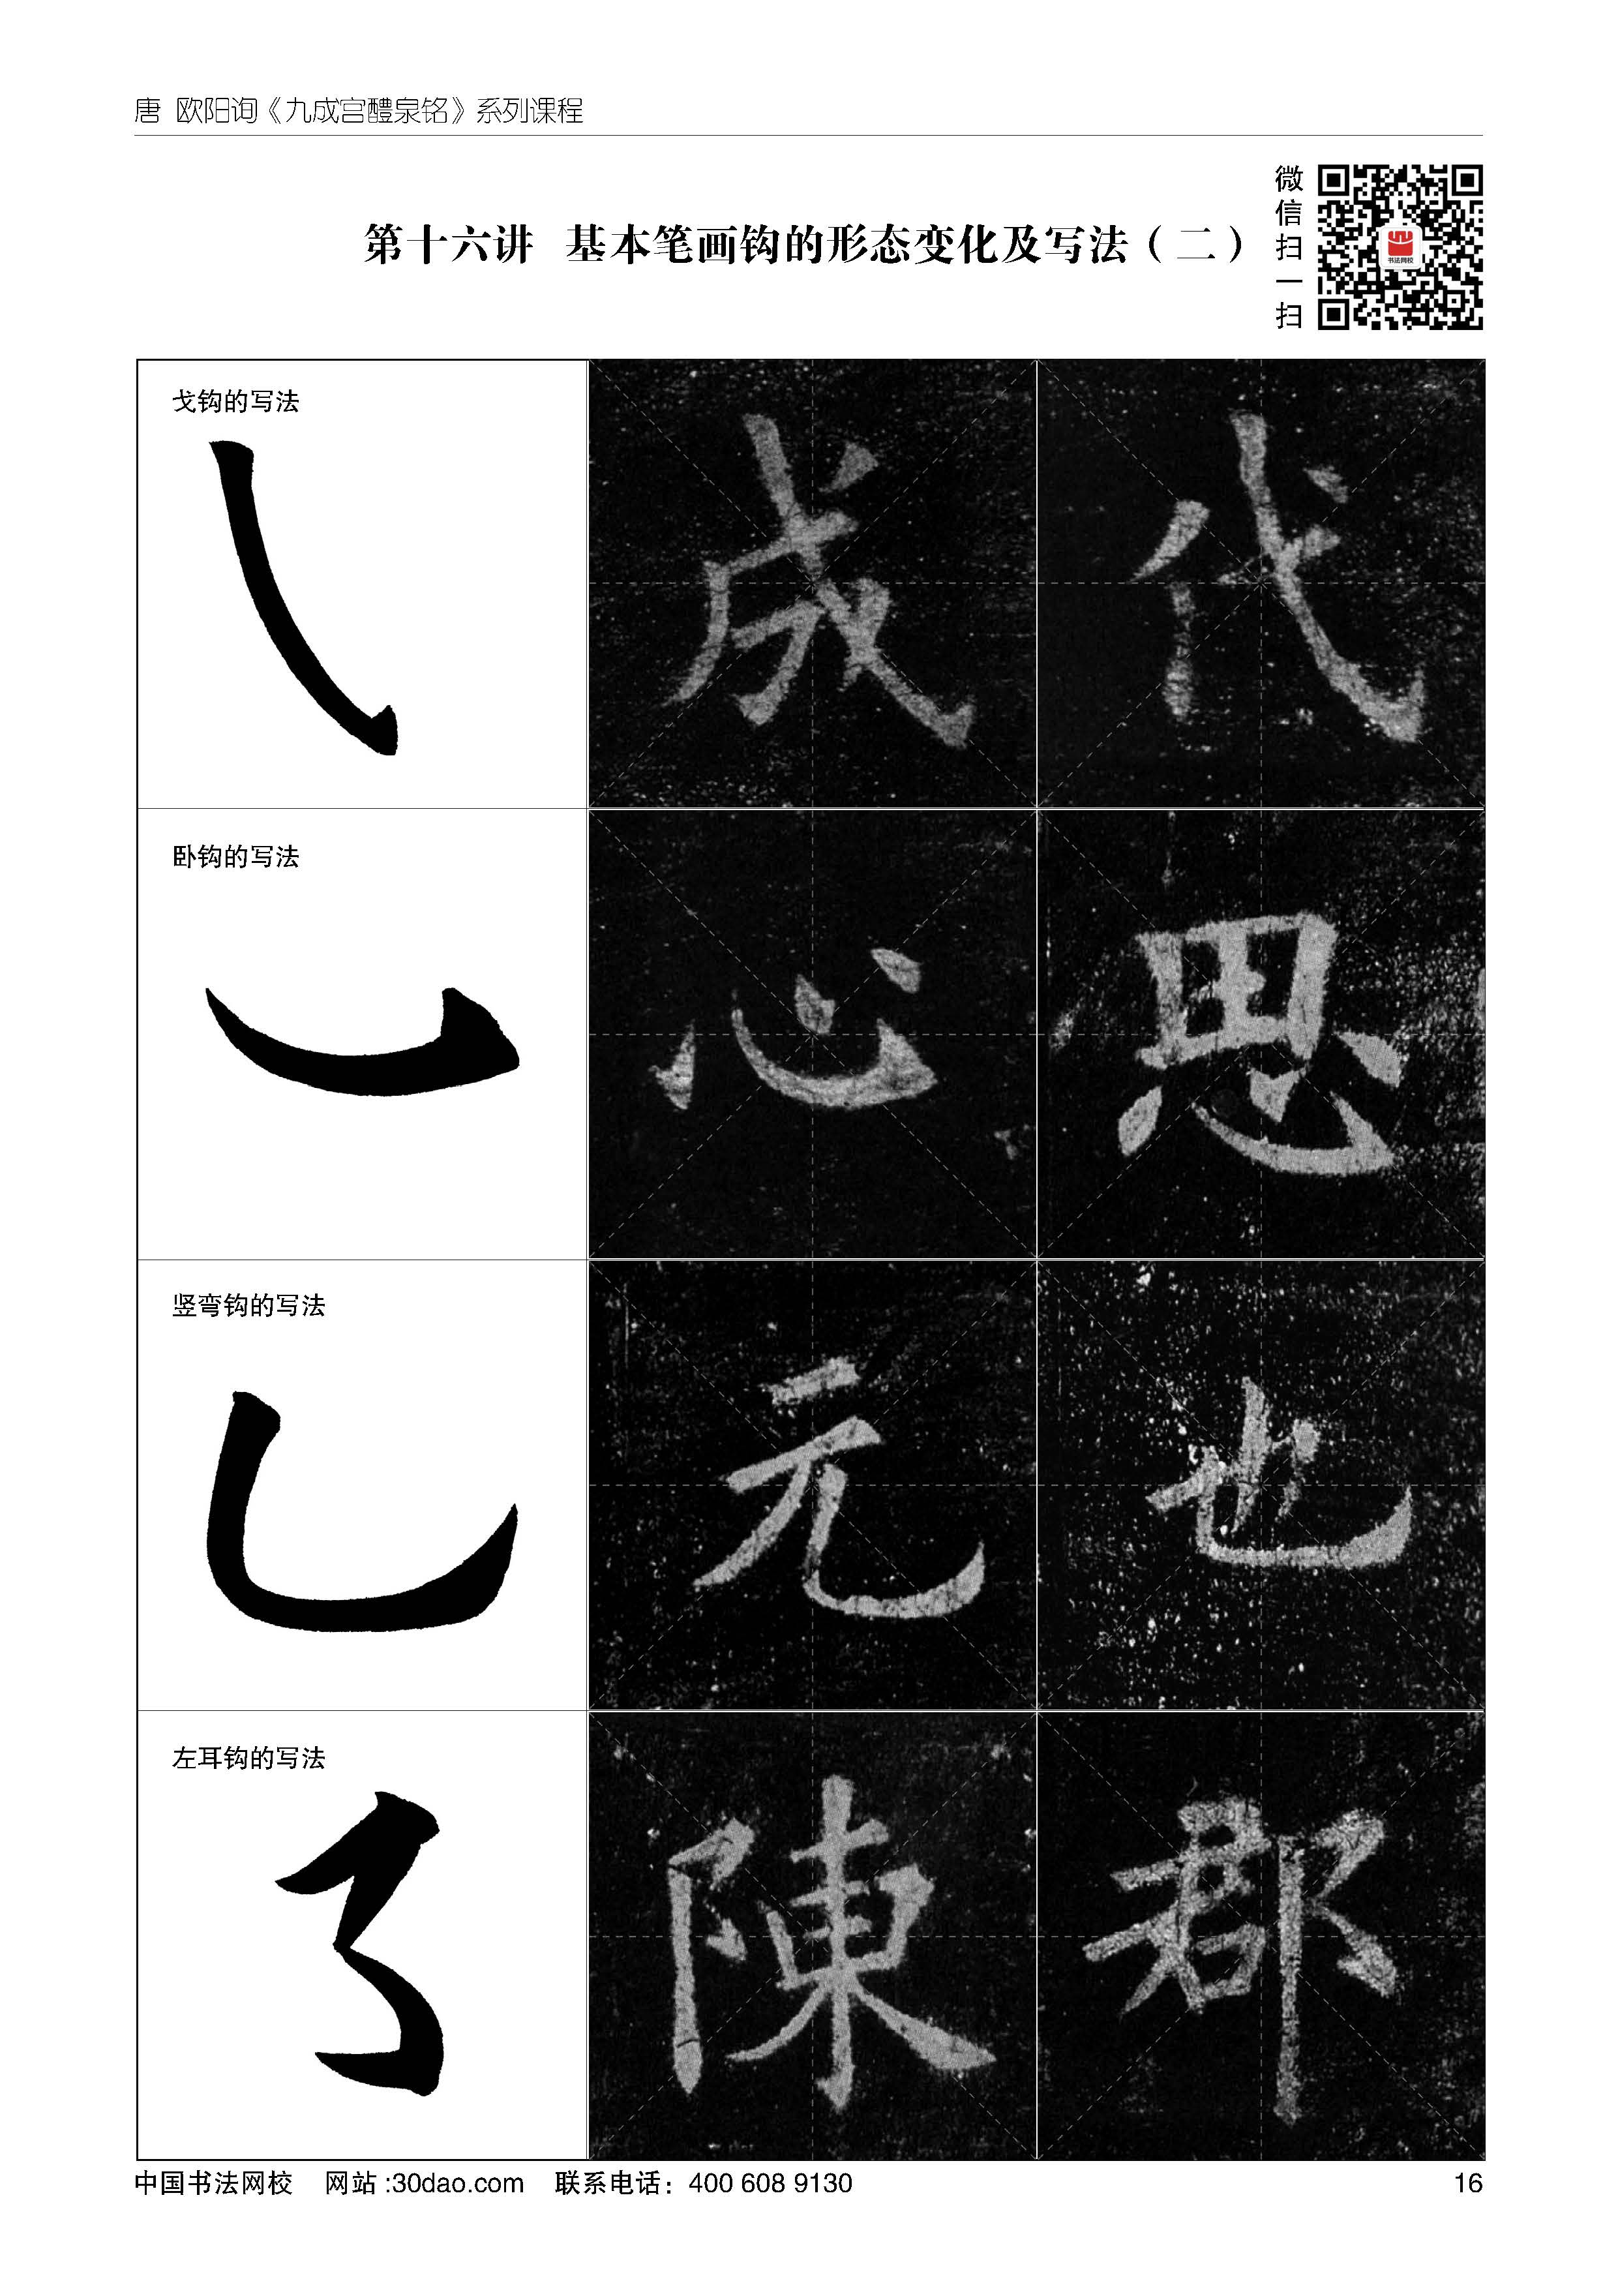 唐 欧阳询《九成宫醴泉铭》系列课程
第十六讲 基本笔画钩的形态变化及写法（二）
微信扫一扫
书法网校
戈钩的写法
成 代
卧钩的写法
心 思
竖弯钩的写法
元 也
左耳钩的写法
陳 郡
中国书法网校 网站:30dao.com 联系电话：400 608 9130 16